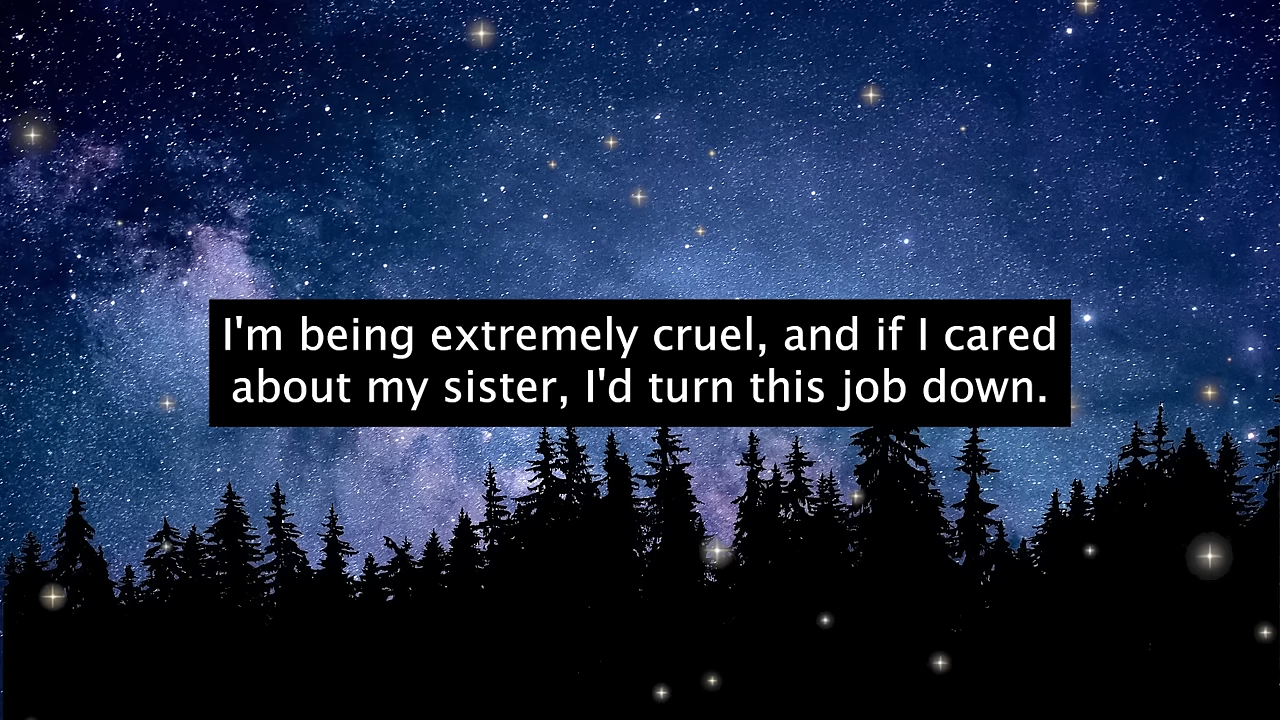 I'm being extremely cruel, and if I cared
about my sister, I'd turn this job down.